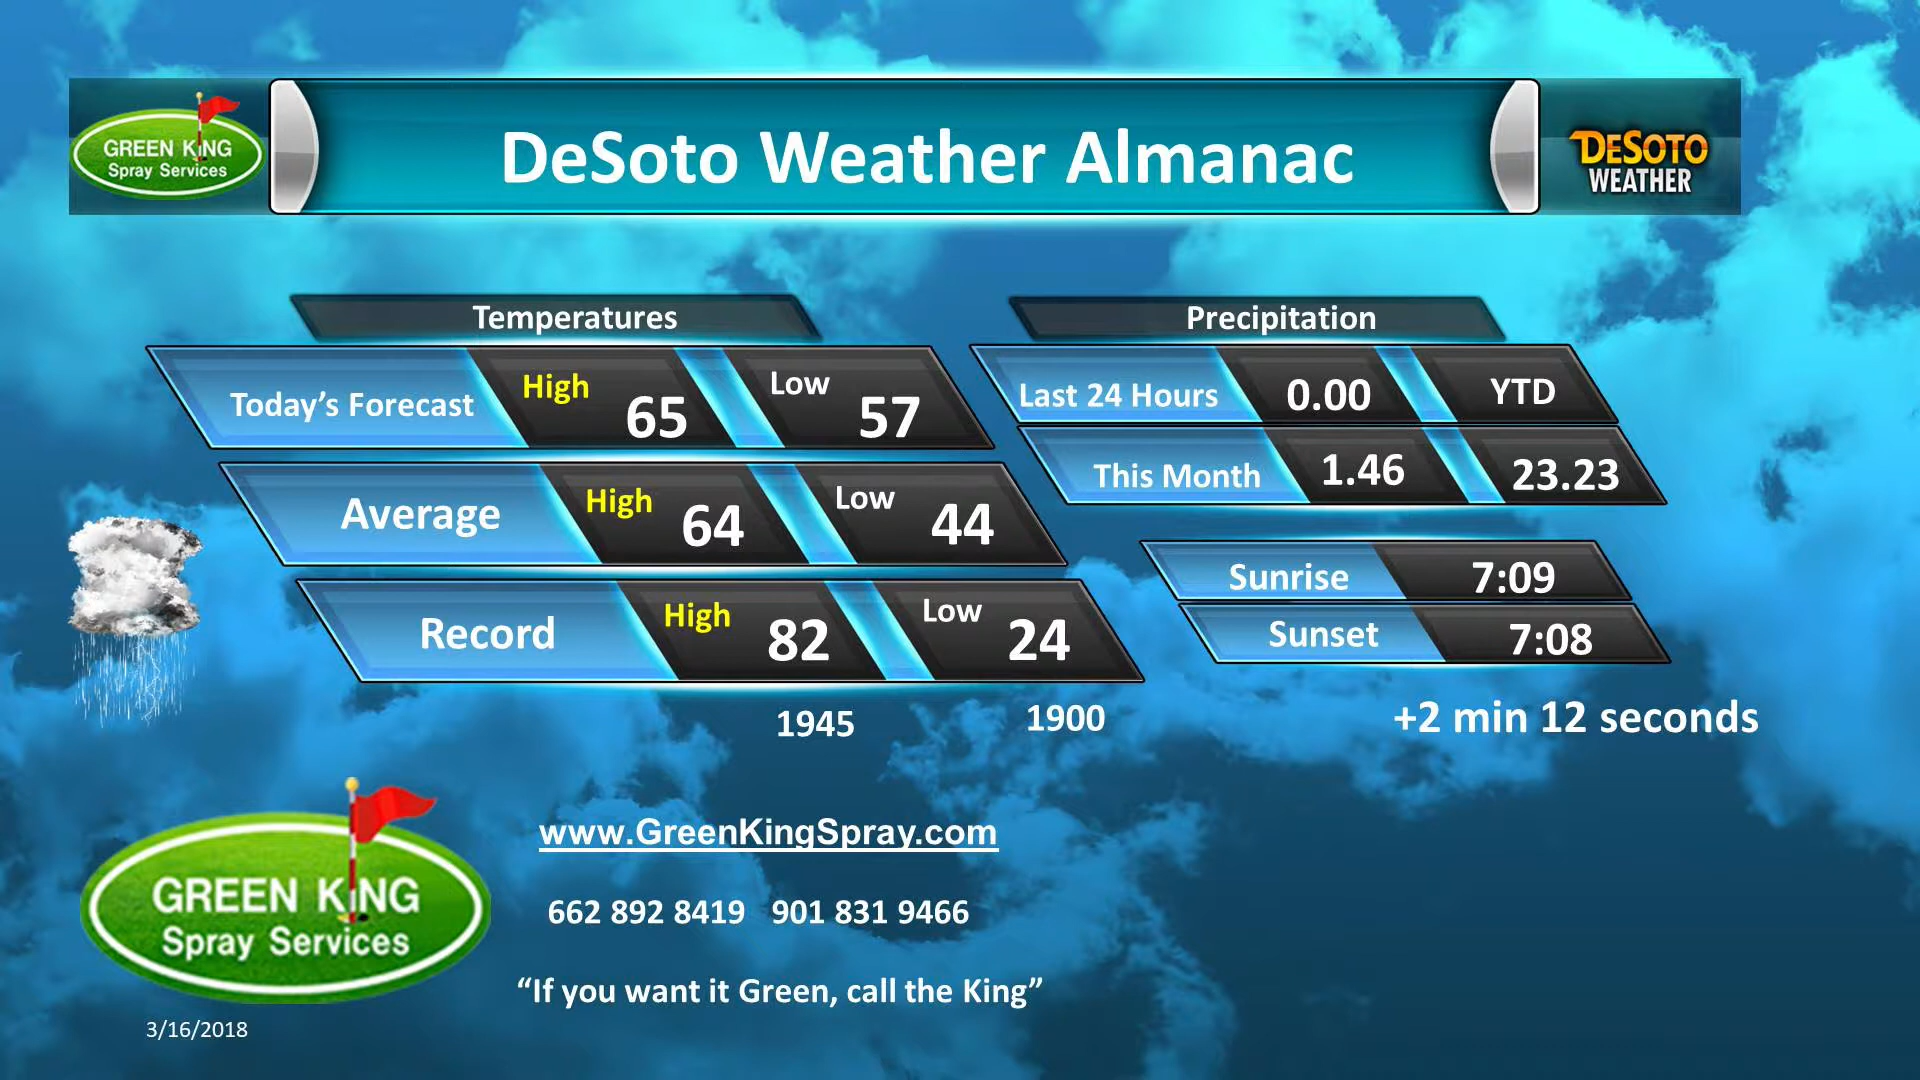 GREEN KING
Spray Services
DeSoto Weather Almanac
DESOTO
WEATHER
Temperatures
Today’s Forecast High 65 Low 57
Average High 64 Low 44
Record High 82 Low 24
1945 1900
Precipitation
Last 24 Hours 0.00 YTD
This Month 1.46 23.23
Sunrise 7:09
Sunset 7:08
+2 min 12 seconds
GREEN KING
Spray Services
www.GreenKingSpray.com
662 892 8419 901 831 9466
“If you want it Green, call the King”
3/16/2018